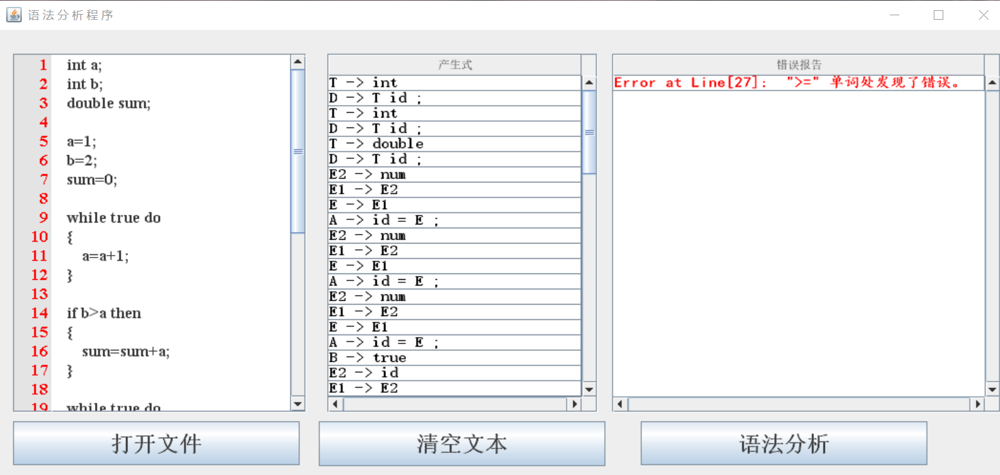 语法分析程序
1 int a;
2 int b;
3 double sum;
4
5 a=1;
6 b=2;
7 sum=0;
8
9 while true do
10 {
11 a=a+1;
12 }
13
14 if b>a then
15 {
16 sum=sum+a;
17 }
18
19 while true do
产生式
T -> int
D -> T id ;
T -> int
D -> T id ;
T -> double
D -> T id ;
E2 -> num
E1 -> E2
E -> E1
A -> id = E ;
E2 -> num
E1 -> E2
E -> E1
A -> id = E ;
E2 -> num
E1 -> E2
E -> E1
A -> id = E ;
B -> true
E2 -> id
E1 -> E2
错误报告
Error at Line[27]: ">=" 单词处发现了错误。
打开文件
清空文本
语法分析